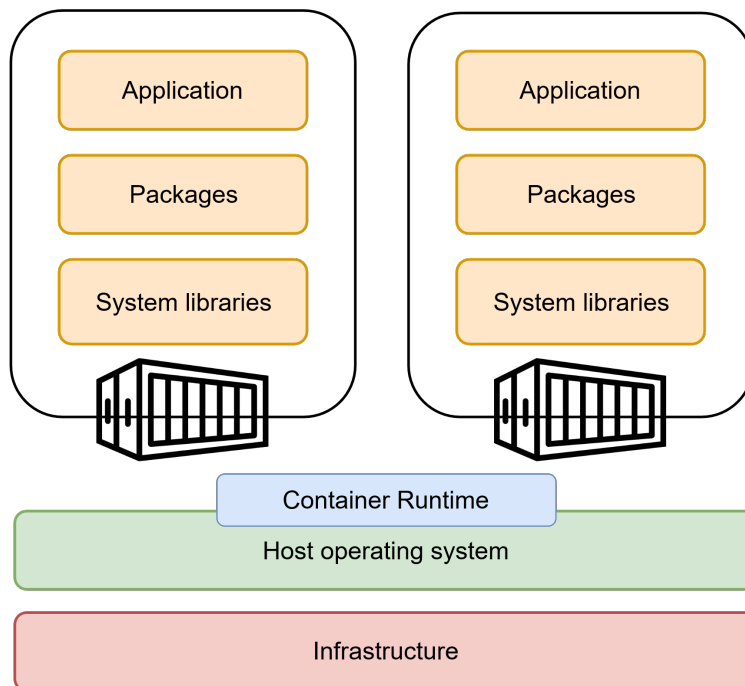 Application
Packages
System libraries
Application
Packages
System libraries
Container Runtime
Host operating system
Infrastructure